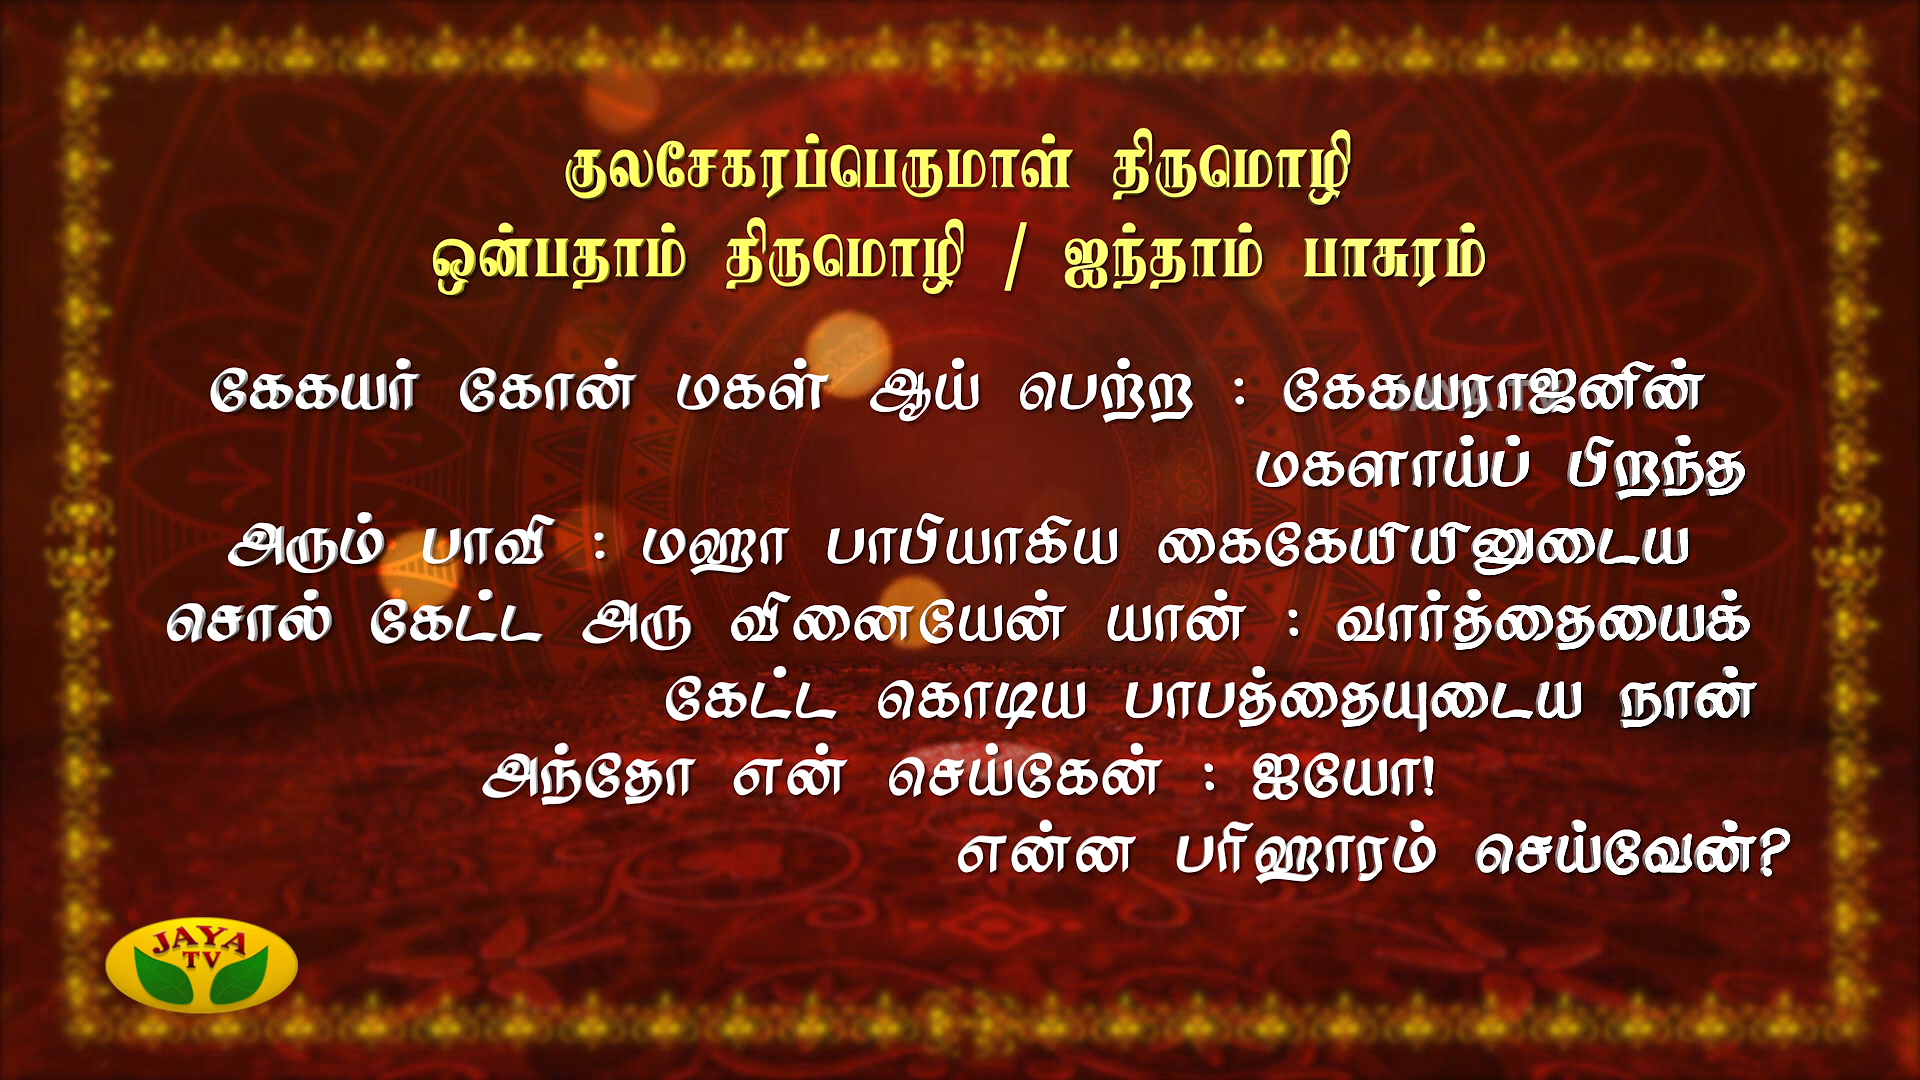 குலசேகரப்பெருமாள் திருமொழி
ஒன்பதாம் திருமொழி / ஐந்தாம் பாசுரம்
கேகயர் கோன் மகள் ஆய் பெற்ற : கேகயராஜனின்
மகளாய்ப் பிறந்த
அரும் பாவி : மஹா பாபியாகிய கைகேயியினுடைய
சொல் கேட்ட அரு வினையேன் யான் : வார்த்தையைக்
கேட்ட கொடிய பாபத்தையுடைய நான்
அந்தோ என் செய்கேன் : ஐயோ!
என்ன பரிஹாரம் செய்வேன்?
JAYA
TV